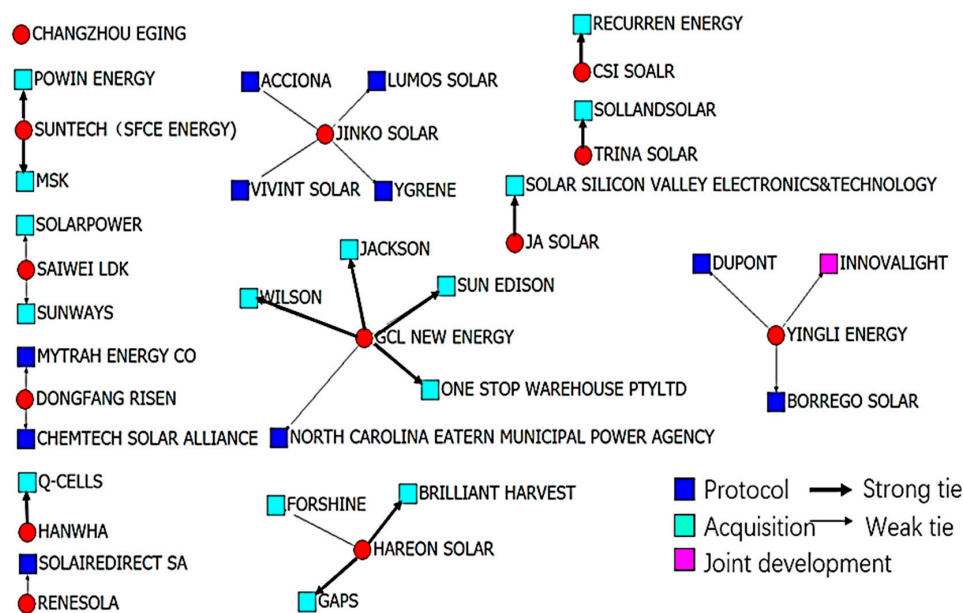 CHANGZHOU EGING
POWIN ENERGY
SUNTECH（SFCE ENERGY)
MSK
SOLARPOWER
SAIWEI LDK
SUNWAYS
MYTRAH ENERGY CO
DONGFANG RISEN
CHEMTECH SOLAR ALLIANCE
Q-CELLS
HANWHA
SOLAIREDIRECT SA
RENESOLA
ACCIONA
LUMOS SOLAR
JINKO SOLAR
VIVINT SOLAR
YGRENE
JACKSON
WILSON
SUN EDISON
GCL NEW ENERGY
ONE STOP WAREHOUSE PTYLTD
NORTH CAROLINA EATERN MUNICIPAL POWER AGENCY
FORSHINE
BRILLIANT HARVEST
HAREON SOLAR
GAPS
RECURREN ENERGY
CSI SOALR
SOLLANDSOLAR
TRINA SOLAR
SOLAR SILICON VALLEY ELECTRONICS&TECHNOLOGY
JA SOLAR
DUPONT
INNOVALIGHT
YINGLI ENERGY
BORREGO SOLAR
Protocol
Strong tie
Acquisition
Weak tie
Joint development